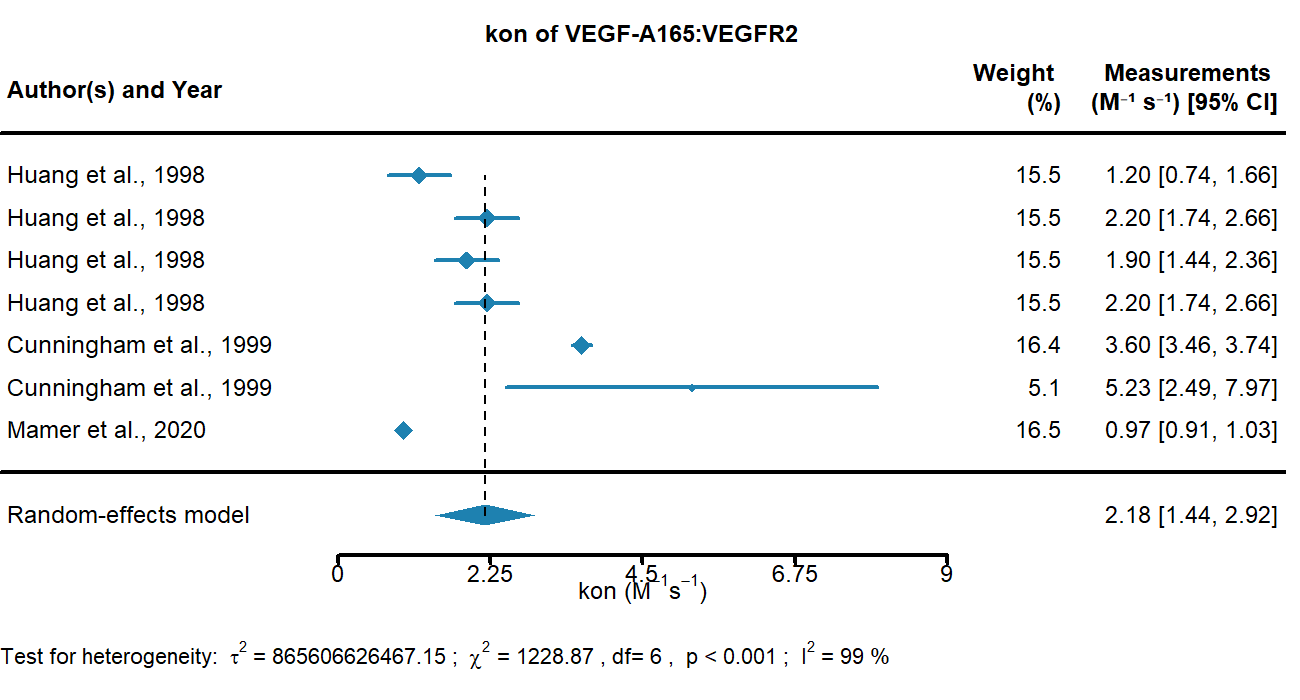 kon of VEGF-A165:VEGFR2
Author(s) and Year
Weight (%)
Measurements (M⁻¹ s⁻¹) [95% CI]
Huang et al., 1998 15.5 1.20 [0.74, 1.66]
Huang et al., 1998 15.5 2.20 [1.74, 2.66]
Huang et al., 1998 15.5 1.90 [1.44, 2.36]
Huang et al., 1998 15.5 2.20 [1.74, 2.66]
Cunningham et al., 1999 16.4 3.60 [3.46, 3.74]
Cunningham et al., 1999 5.1 5.23 [2.49, 7.97]
Mamer et al., 2020 16.5 0.97 [0.91, 1.03]
Random-effects model 2.18 [1.44, 2.92]
0 2.25 4.5 6.75 9
kon (M⁻¹s⁻¹)
Test for heterogeneity: τ² = 865606626467.15 ; χ² = 1228.87 , df= 6 , p < 0.001 ; I² = 99 %